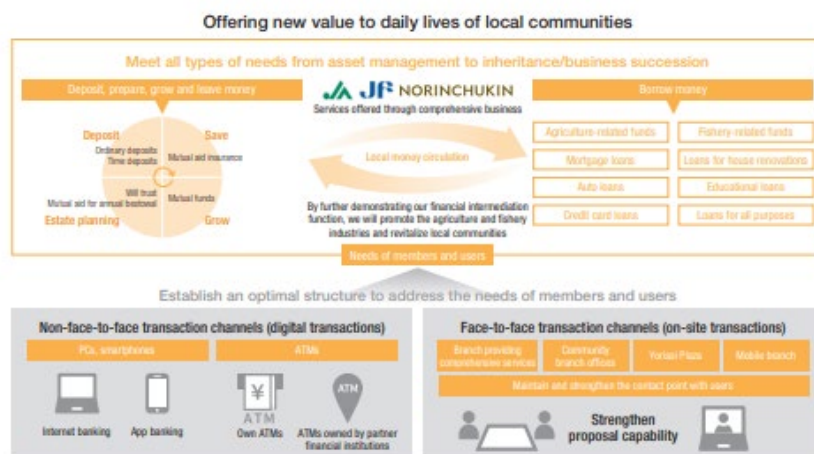 Offering new value to daily lives of local communities
Meet all types of needs from asset management to inheritance/business succession
Deposit, prepare, grow and leave money
JA JF NORINCHUKIN
Services offered through comprehensive business
Borrow money
Deposit
Ordinary deposits
Time deposits
Save
Mutual aid insurance
Will trust
Mutual aid for annual bestowal
Estate planning
Mutual funds
Grow
Local money circulation
By further demonstrating our financial intermediation
function, we will promote the agriculture and fishery
industries and revitalize local communities
Agriculture-related funds
Fishery-related funds
Mortgage loans
Loans for house renovations
Auto loans
Educational loans
Credit card loans
Loans for all purposes
Needs of members and users
Establish an optimal structure to address the needs of members and users
Non-face-to-face transaction channels (digital transactions)
PCs, smartphones
ATMs
Internet banking
App banking
¥
ATM
Own ATMs
ATM
ATMs owned by partner
financial institutions
Face-to-face transaction channels (on-site transactions)
Branch providing
comprehensive services
Community
branch offices
Yoriaei Plaza
Mobile branch
Maintain and strengthen the contact point with users
Strengthen
proposal capability